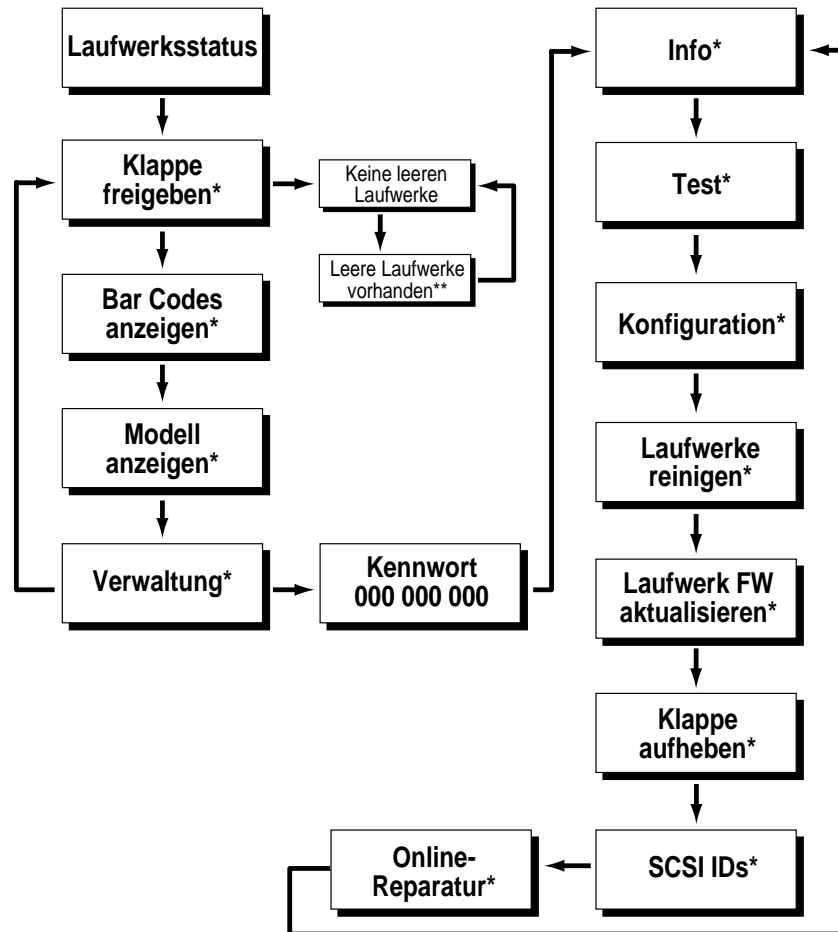 Laufwerksstatus
Klappe
freigeben*
Keine leeren
Laufwerke
Leere Laufwerke
vorhanden**
Bar Codes
anzeigen*
Modell
anzeigen*
Verwaltung*
Kennwort
000 000 000
Info*
Test*
Konfiguration*
Laufwerke
reinigen*
Laufwerk FW
aktualisieren*
Klappe
aufheben*
SCSI IDs*
Online-
Reparatur*